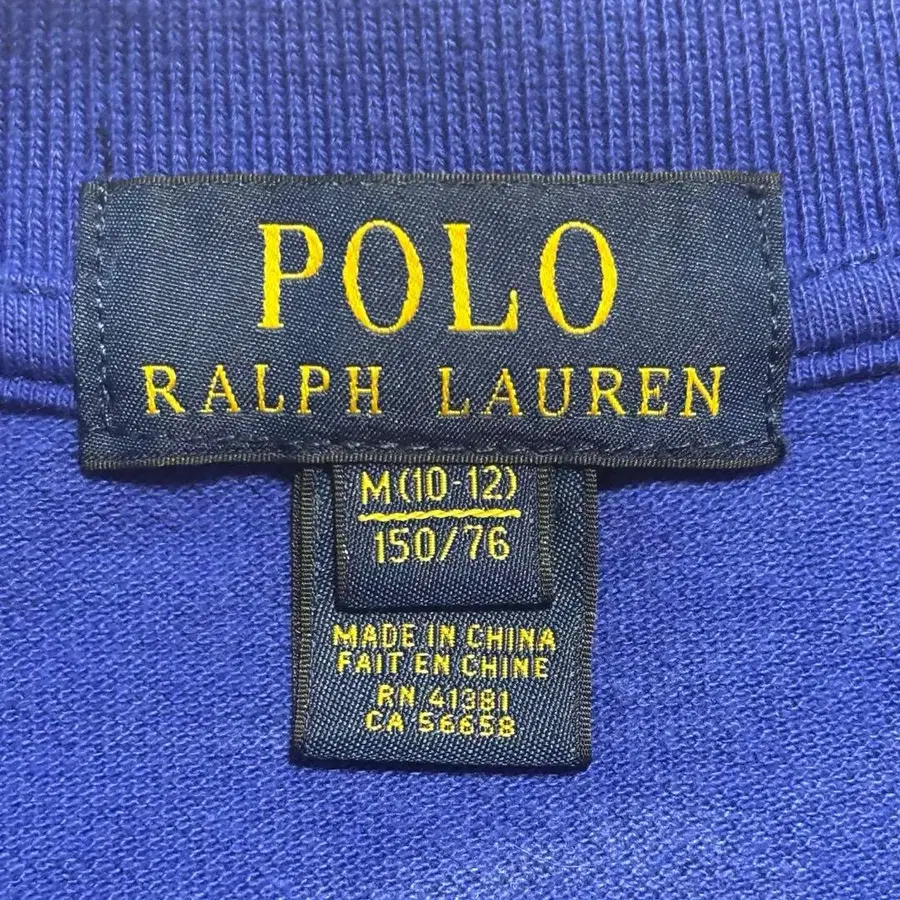 POLO
RALPH LAUREN
M(10-12)
150/76
MADE IN CHINA
FAIT EN CHINE
RN 41381
CA 56658